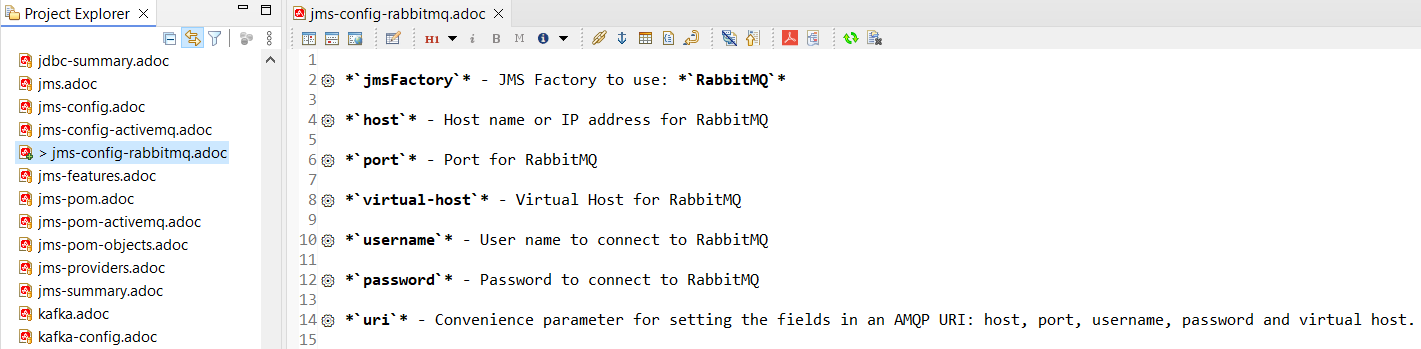 Project Explorer
jdbc-summary.adoc
jms.adoc
jms-config.adoc
jms-config-activemq.adoc
> jms-config-rabbitmq.adoc
jms-features.adoc
jms-pom.adoc
jms-pom-activemq.adoc
jms-pom-objects.adoc
jms-providers.adoc
jms-summary.adoc
kafka.adoc
kafka-config.adoc
jms-config-rabbitmq.adoc
H1 i B M
1
2 *`jmsFactory`* - JMS Factory to use: *`RabbitMQ`*
3
4 *`host`* - Host name or IP address for RabbitMQ
5
6 *`port`* - Port for RabbitMQ
7
8 *`virtual-host`* - Virtual Host for RabbitMQ
9
10 *`username`* - User name to connect to RabbitMQ
11
12 *`password`* - Password to connect to RabbitMQ
13
14 *`uri`* - Convenience parameter for setting the fields in an AMQP URI: host, port, username, password and virtual host.
15